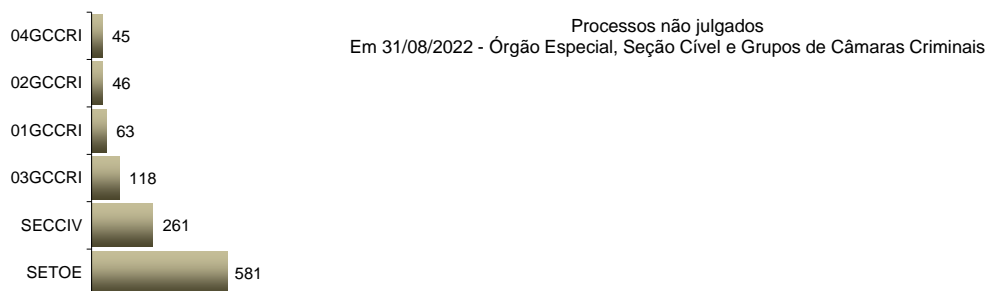 Processos não julgados
Em 31/08/2022 - Órgão Especial, Seção Cível e Grupos de Câmaras Criminais
04GCCRI 45
02GCCRI 46
01GCCRI 63
03GCCRI 118
SECCIV 261
SETOE 581